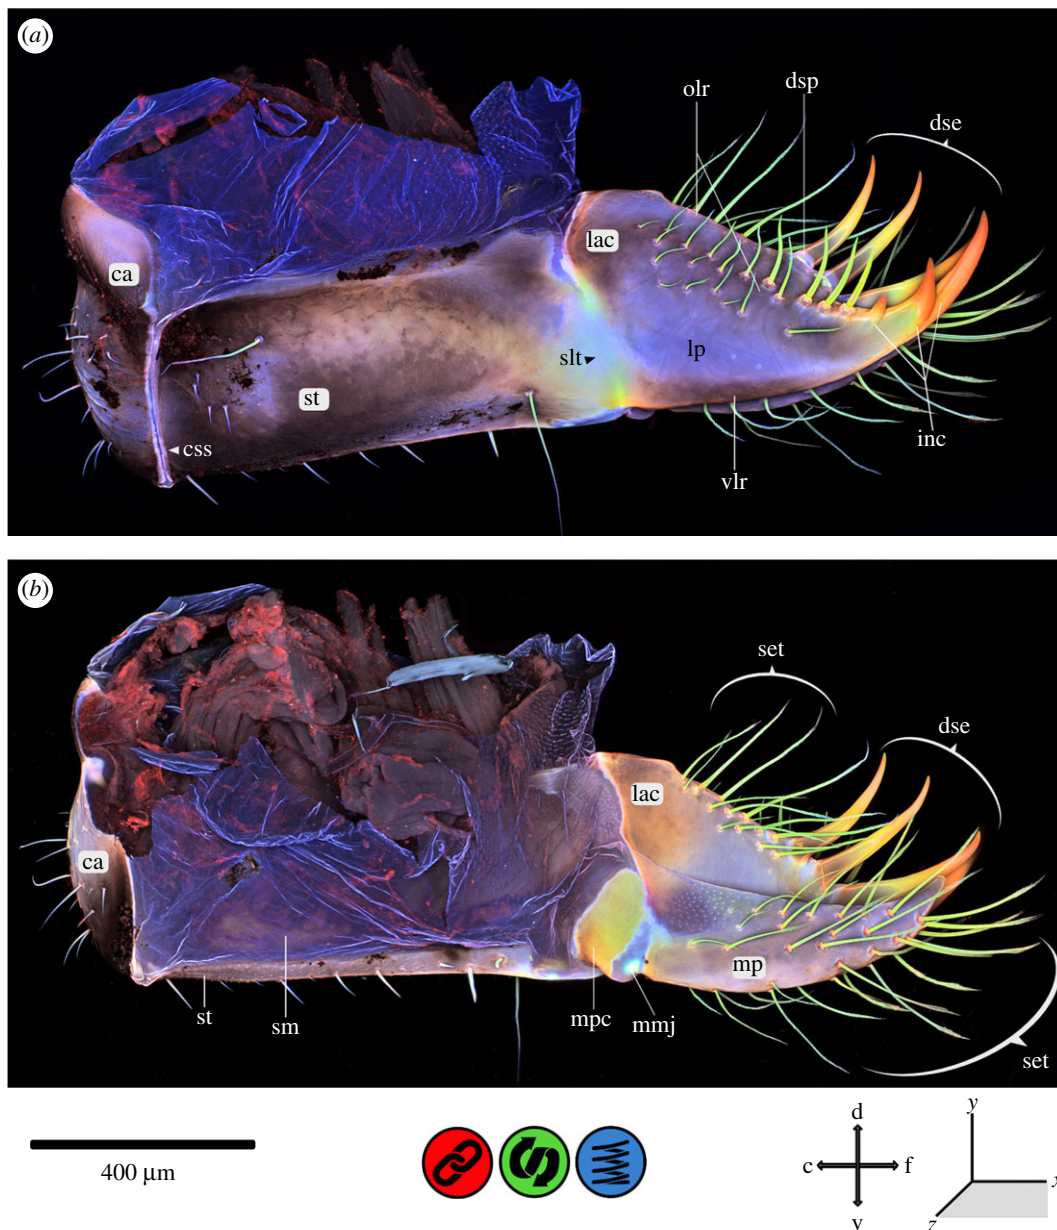 (a)
olr
dsp
dse
lac
ca
lp
slt
st
inc
css
vlr
(b)
set
dse
lac
ca
mp
st
sm
mpc
mmj
set
400 µm
d
c
f
v
y
x
z